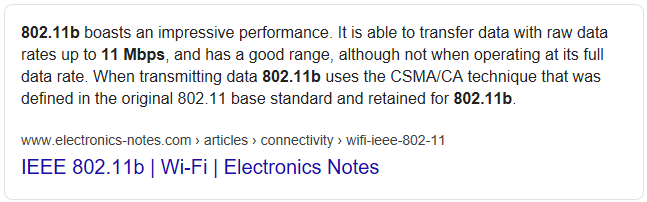 802.11b boasts an impressive performance. It is able to transfer data with raw data
rates up to 11 Mbps, and has a good range, although not when operating at its full
data rate. When transmitting data 802.11b uses the CSMA/CA technique that was
defined in the original 802.11 base standard and retained for 802.11b.
www.electronics-notes.com › articles › connectivity › wifi-ieee-802-11
IEEE 802.11b | Wi-Fi | Electronics Notes